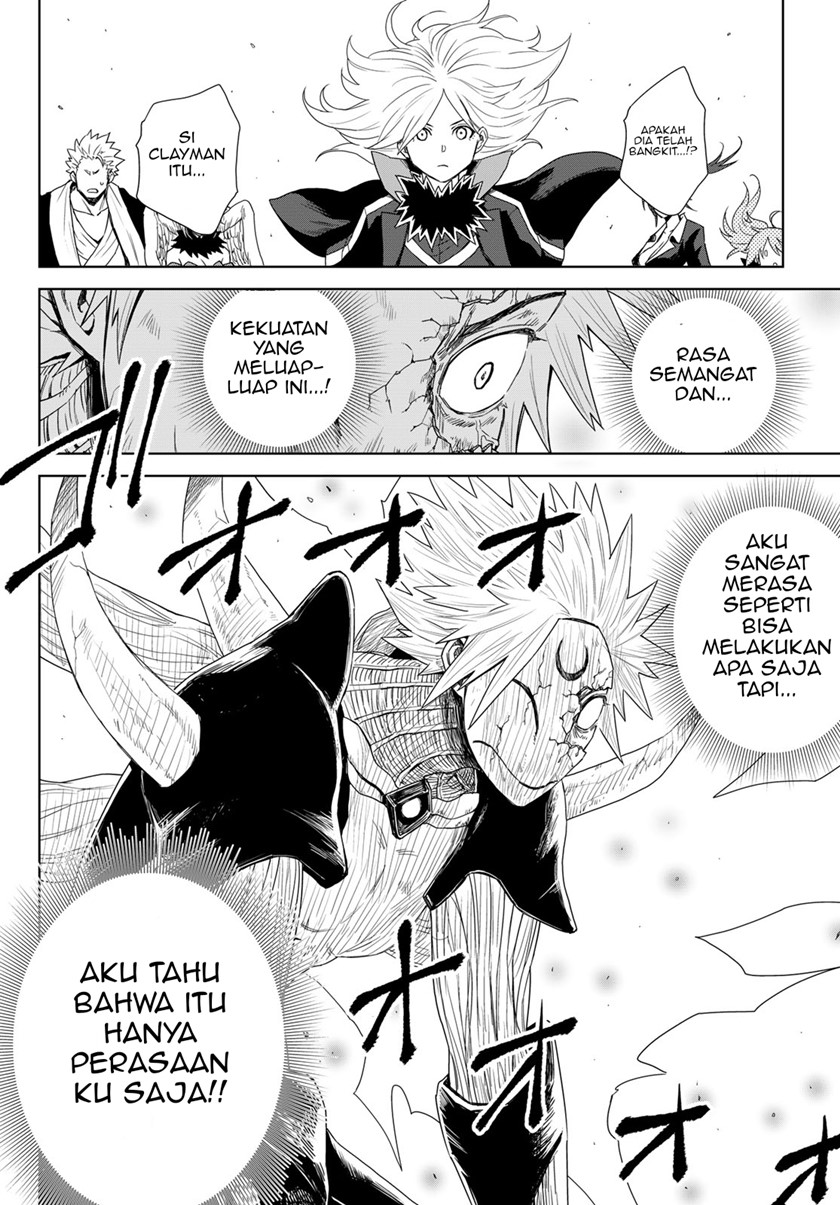 APAKAH
DIA TELAH
BANGKIT...!?
SI
CLAYMAN
ITU...
RASA
SEMANGAT
DAN...
KEKUATAN
YANG
MELUAP-
LUAP INI...!
AKU
SANGAT
MERASA
SEPERTI
BISA
MELAKUKAN
APA SAJA
TAPI...
ゴオオオ
オオオオ
AKU TAHU
BAHWA ITU
HANYA
PERASAAN
KU SAJA!!